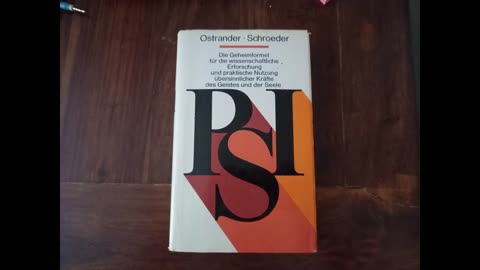 Ostrander · Schroeder
Die Geheimformel
für die wissenschaftliche
Erforschung
und praktische Nutzung
übersinnlicher Kräfte
des Geistes und der Seele
PSI